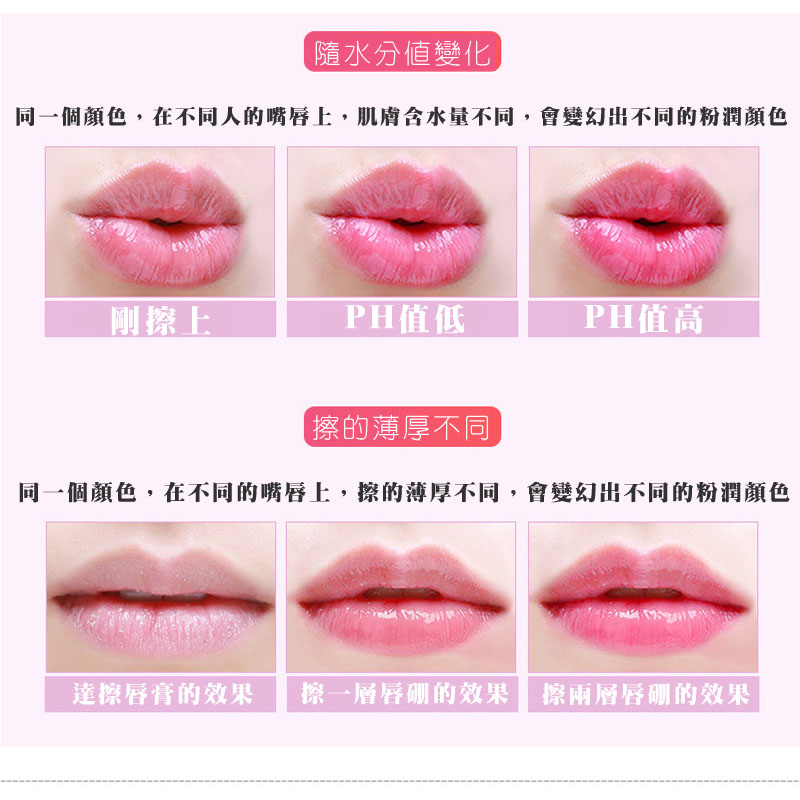 隨水分值變化
同一個顏色，在不同人的嘴唇上，肌膚含水量不同，會變幻出不同的粉潤顏色
剛擦上
PH值低
PH值高
擦的薄厚不同
同一個顏色，在不同的嘴唇上，擦的薄厚不同，會變幻出不同的粉潤顏色
達擦唇膏的效果
擦一層唇硼的效果
擦兩層唇硼的效果